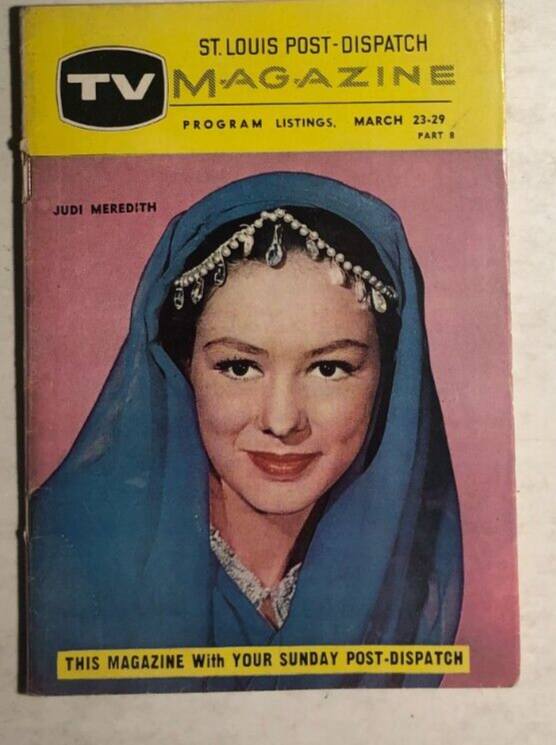 ST. LOUIS POST-DISPATCH
TV MAGAZINE
PROGRAM LISTINGS, MARCH 23-29
PART 8
JUDI MEREDITH
THIS MAGAZINE With YOUR SUNDAY POST-DISPATCH